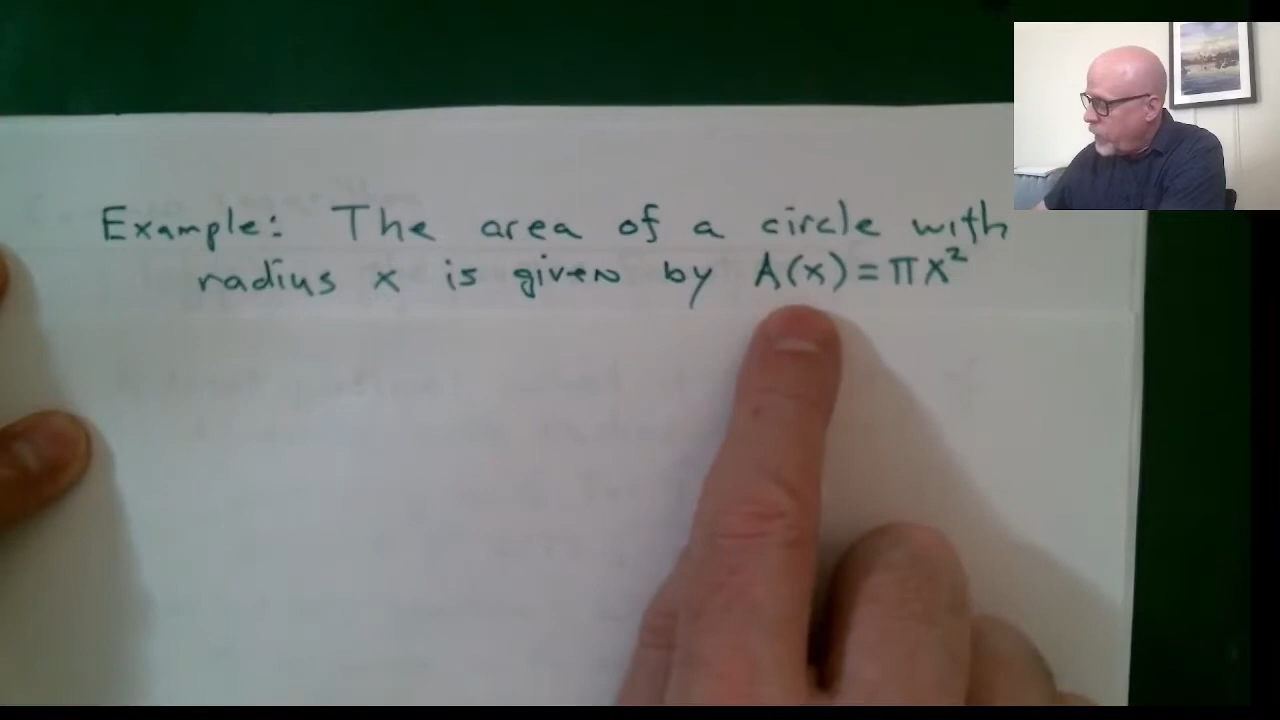 Example: The area of a circle with
radius x is given by A(x) = πx²